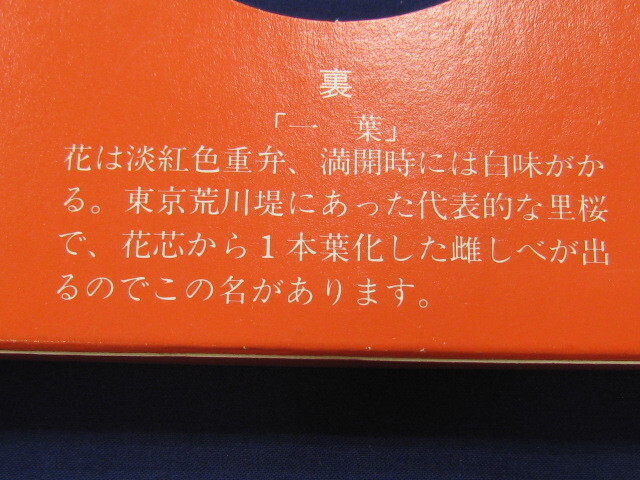 裏
「一　葉」
花は淡紅色重弁、満開時には白味がか
る。東京荒川堤にあった代表的な里桜
で、花芯から1本葉化した雌しべが出
るのでこの名があります。